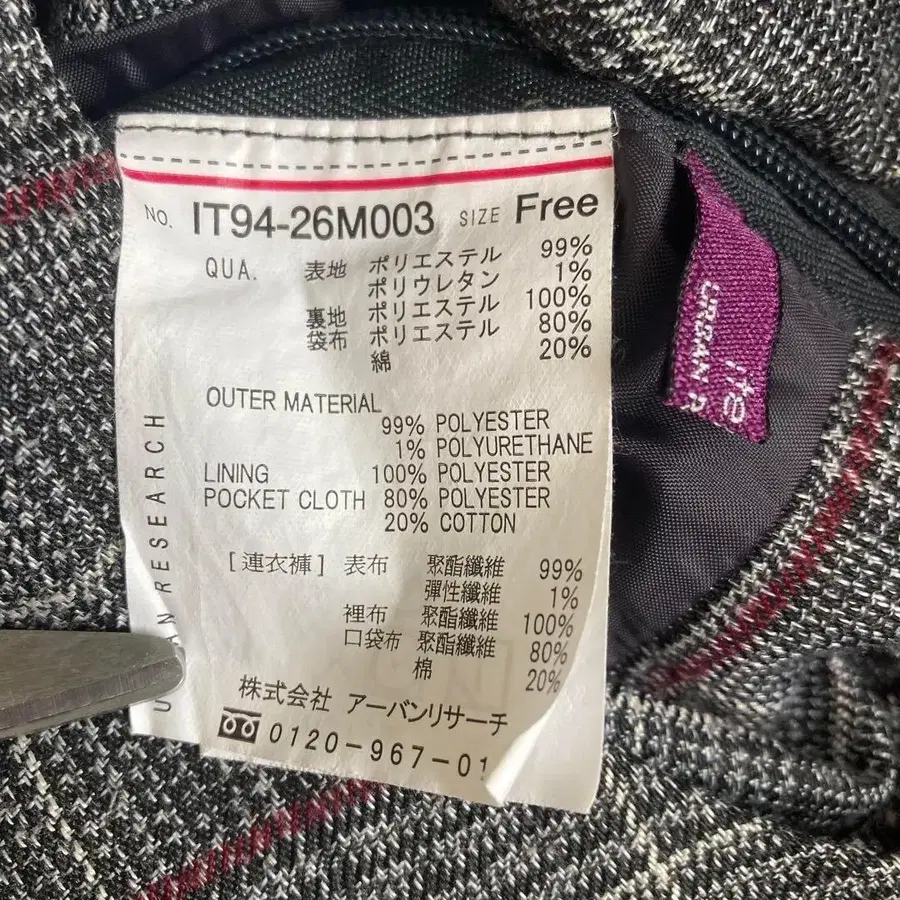 NO. IT94-26M003 SIZE Free
QUA. 表地 ポリエステル 99%
ポリウレタン 1%
裏地 ポリエステル 100%
袋布 ポリエステル 80%
綿 20%
OUTER MATERIAL
99% POLYESTER
1% POLYURETHANE
LINING 100% POLYESTER
POCKET CLOTH 80% POLYESTER
20% COTTON
[連衣褲] 表布 聚酯纖維 99%
彈性纖維 1%
裡布 聚酯纖維 100%
口袋布 聚酯纖維 80%
棉 20%
株式会社 アーバンリサーチ
0120-967-01
RESEARCH
ite
URBAN R